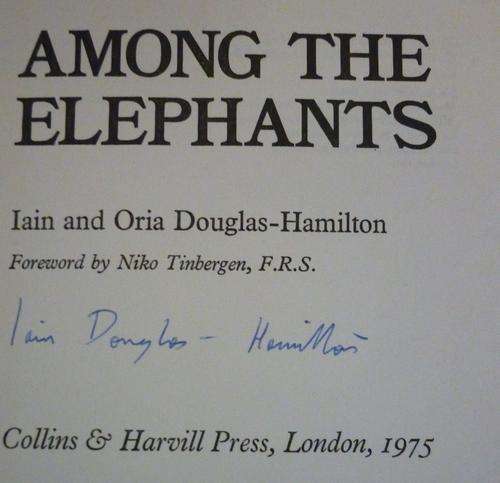 AMONG THE
ELEPHANTS
Iain and Oria Douglas-Hamilton
Foreword by Niko Tinbergen, F.R.S.
Iain Douglas-Hamilton
Collins & Harvill Press, London, 1975